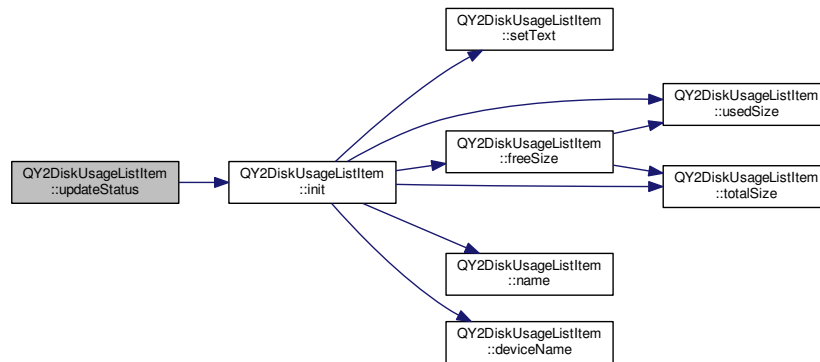 QY2DiskUsageListItem
::updateStatus
QY2DiskUsageListItem
::init
QY2DiskUsageListItem
::setText
QY2DiskUsageListItem
::freeSize
QY2DiskUsageListItem
::name
QY2DiskUsageListItem
::deviceName
QY2DiskUsageListItem
::usedSize
QY2DiskUsageListItem
::totalSize